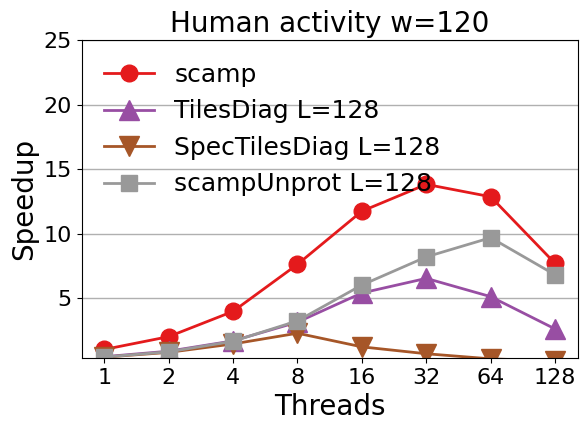 Human activity w=120
25
20
15
10
5
Speedup
scamp
TilesDiag L=128
SpecTilesDiag L=128
scampUnprot L=128
1 2 4 8 16 32 64 128
Threads